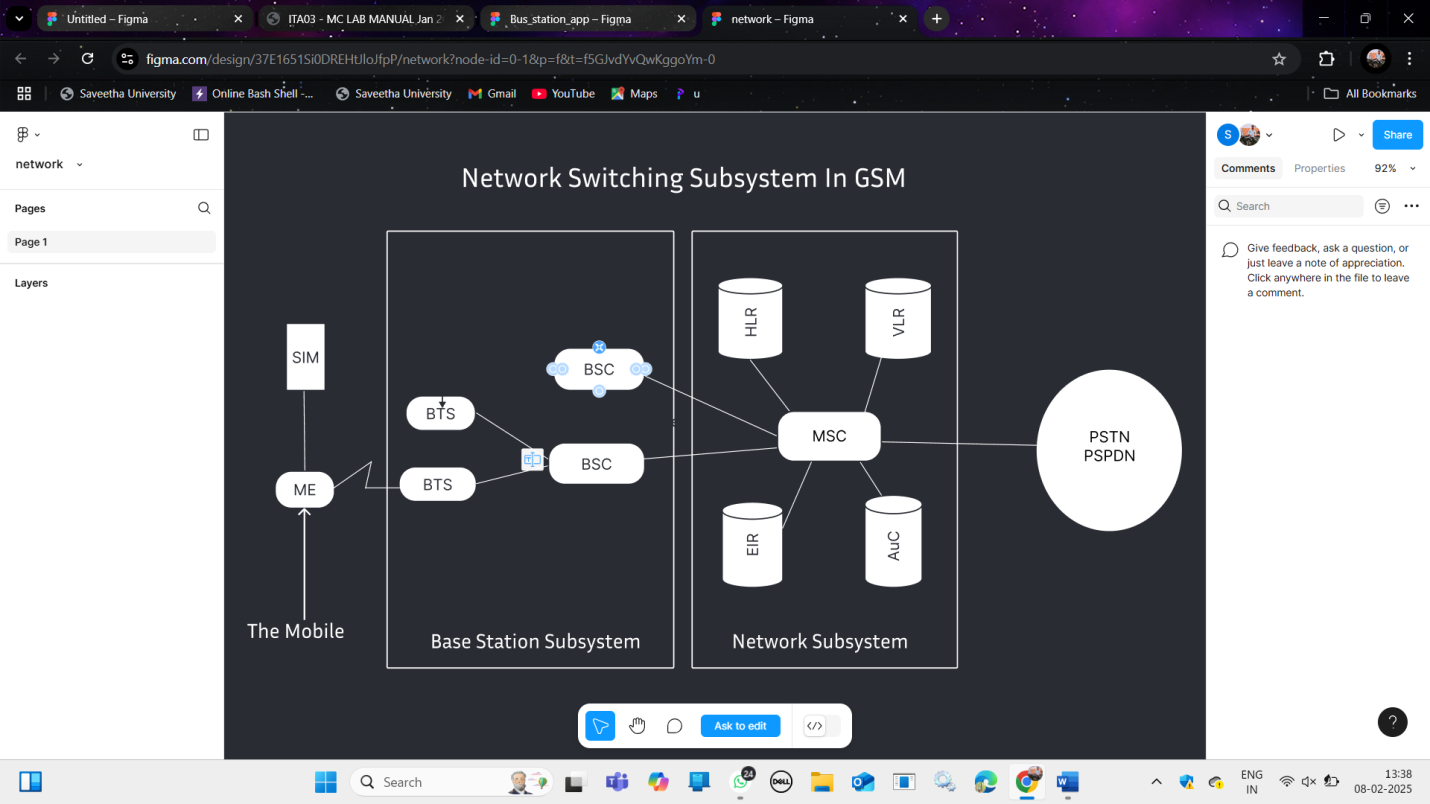 Untitled – Figma
ITA03 - MC LAB MANUAL Jan 2
Bus_station_app – Figma
network – Figma
figma.com/design/37E1651Si0DREHtJIoJfpP/network?node-id=0-1&p=f&t=f5GJvdYvQwKggoYm-0
Saveetha University
Online Bash Shell -...
Saveetha University
Gmail
YouTube
Maps
u
All Bookmarks
network
Pages
Page 1
Layers
Network Switching Subsystem In GSM
SIM
ME
The Mobile
BTS
BTS
BSC
BSC
Base Station Subsystem
HLR
VLR
MSC
EIR
AuC
Network Subsystem
PSTN
PSPDN
Ask to edit
S
Share
Comments
Properties
92%
Search
Give feedback, ask a question, or
just leave a note of appreciation.
Click anywhere in the file to leave
a comment.
?
Search
24
DELL
ENG
IN
13:38
08-02-2025